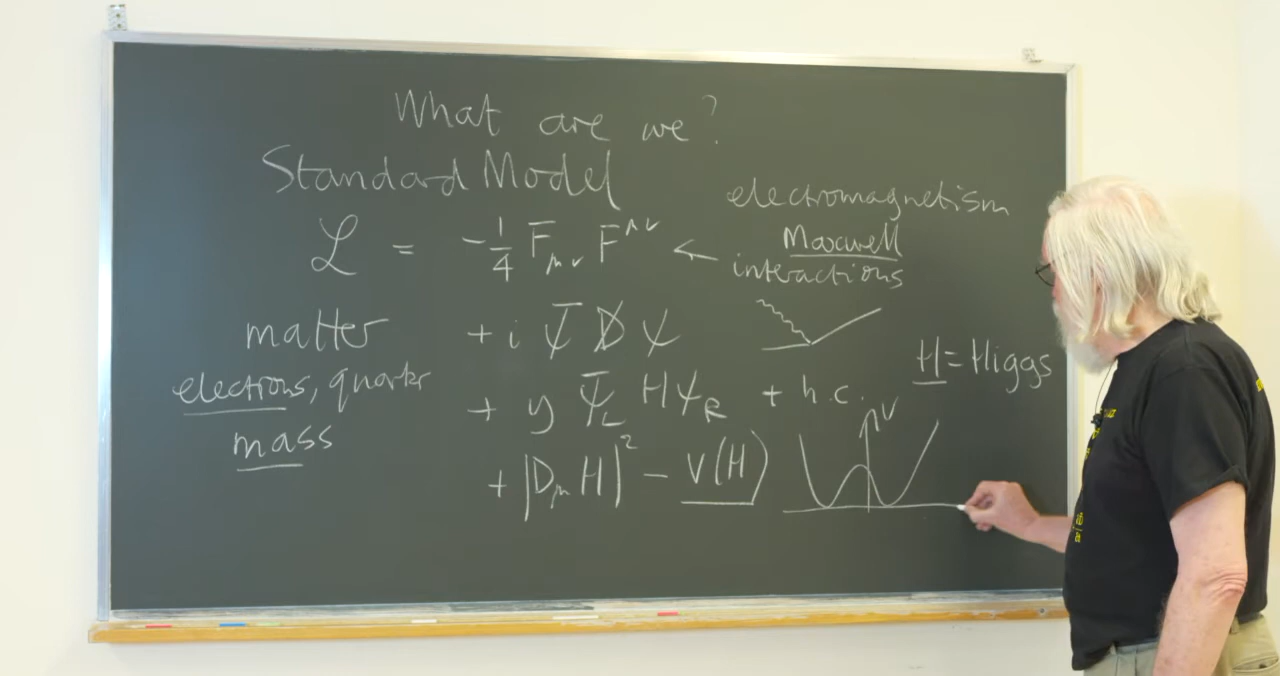 What are we?
Standard Model
electromagnetism
ℒ = -1/4 F_μν F^μν ←
Maxwell
interactions
matter
+ i ψ̄ D̸ ψ
electrons, quarks
H = Higgs
+ y ψ̄_L H ψ_R + h.c.
mass
+ |D_μ H|² - V(H)
V